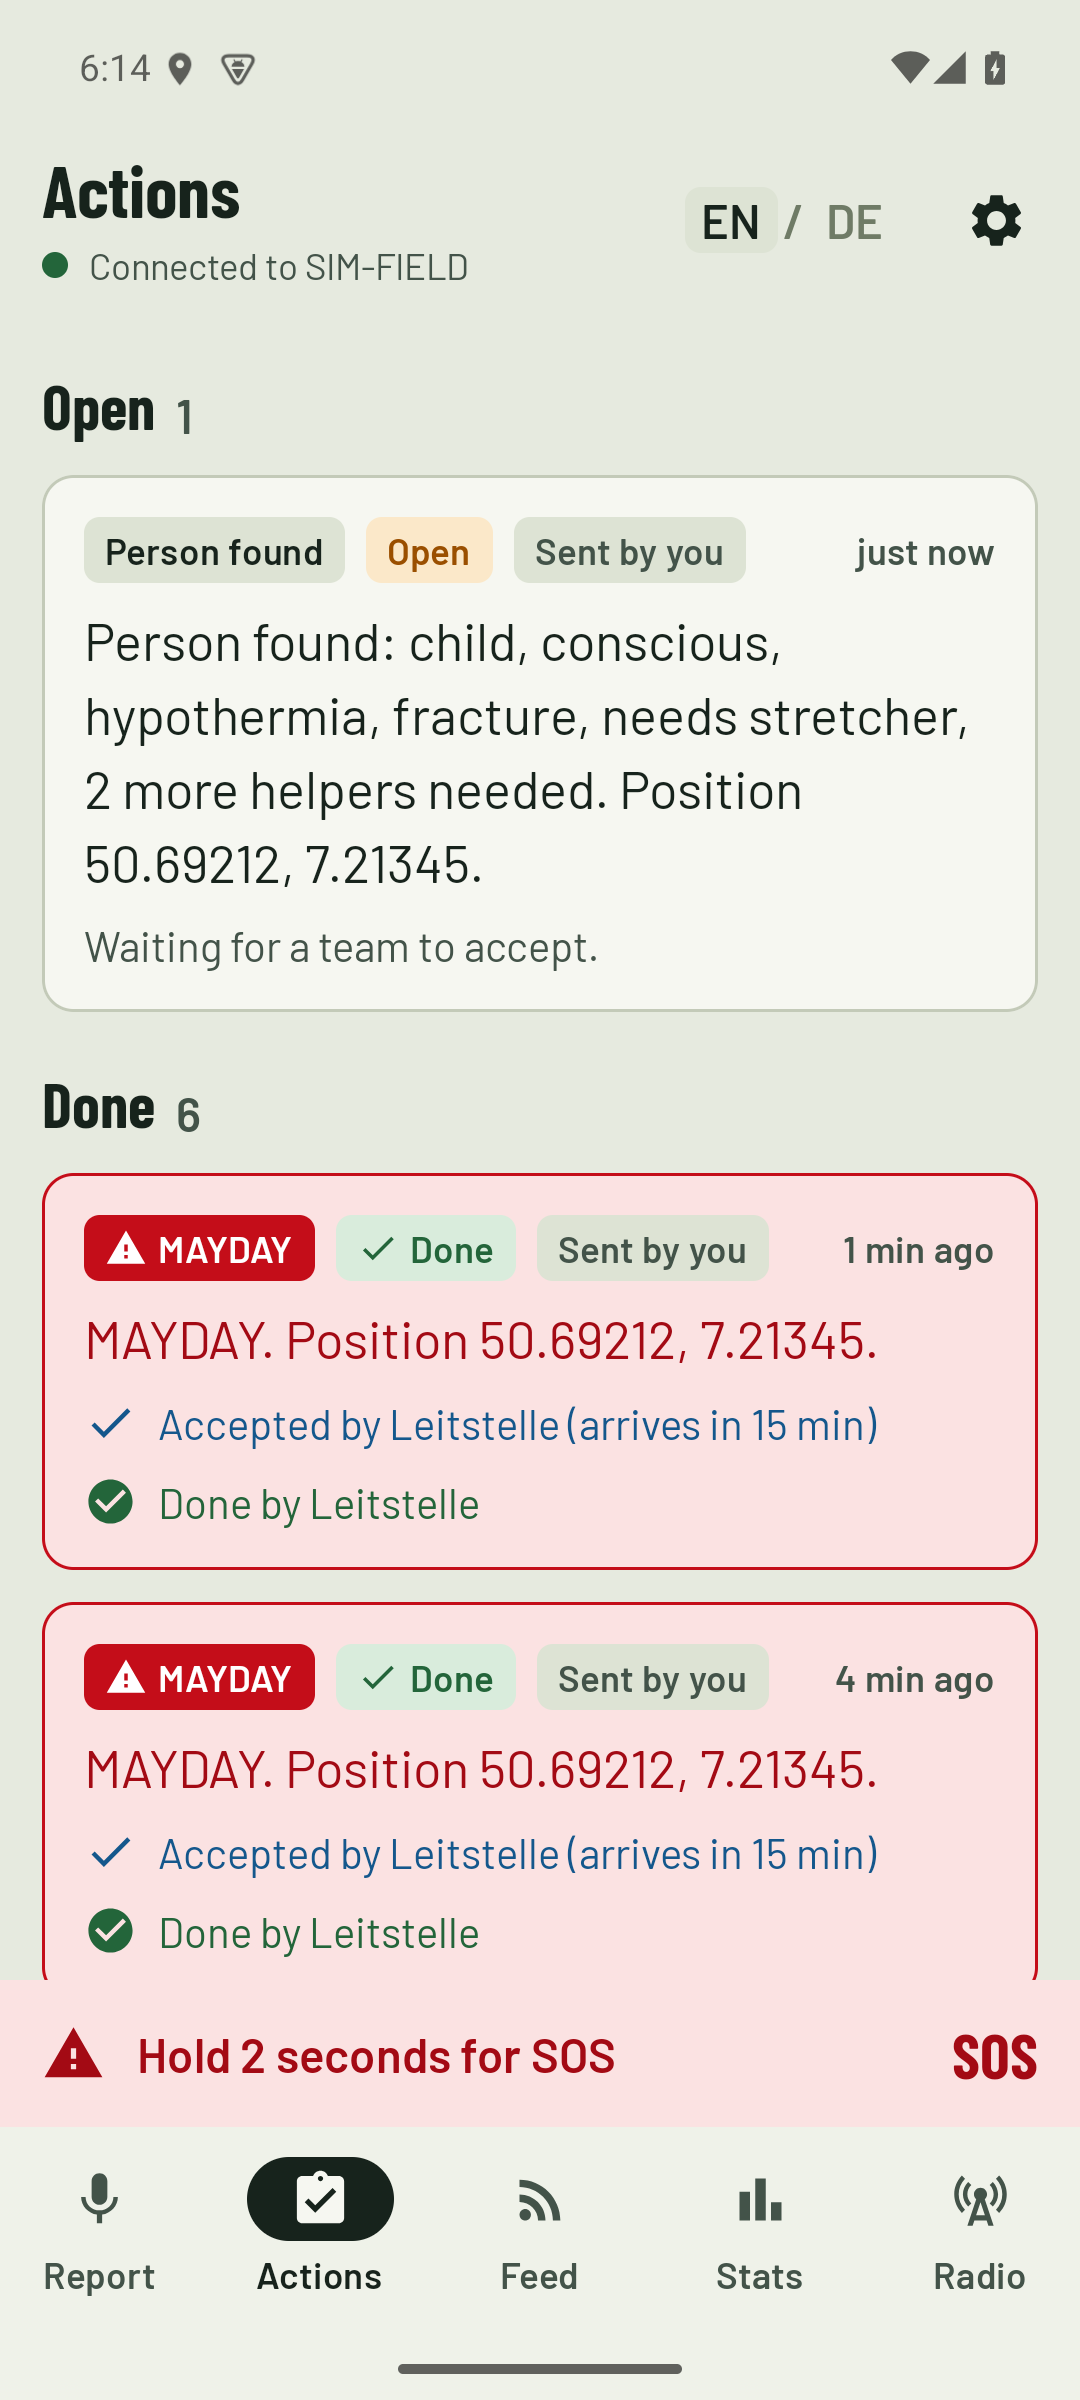 6:14
Actions
EN / DE
Connected to SIM-FIELD
Open 1
Person found Open Sent by you just now
Person found: child, conscious,
hypothermia, fracture, needs stretcher,
2 more helpers needed. Position
50.69212, 7.21345.
Waiting for a team to accept.
Done 6
MAYDAY Done Sent by you 1 min ago
MAYDAY. Position 50.69212, 7.21345.
Accepted by Leitstelle (arrives in 15 min)
Done by Leitstelle
MAYDAY Done Sent by you 4 min ago
MAYDAY. Position 50.69212, 7.21345.
Accepted by Leitstelle (arrives in 15 min)
Done by Leitstelle
Hold 2 seconds for SOS SOS
Report Actions Feed Stats Radio